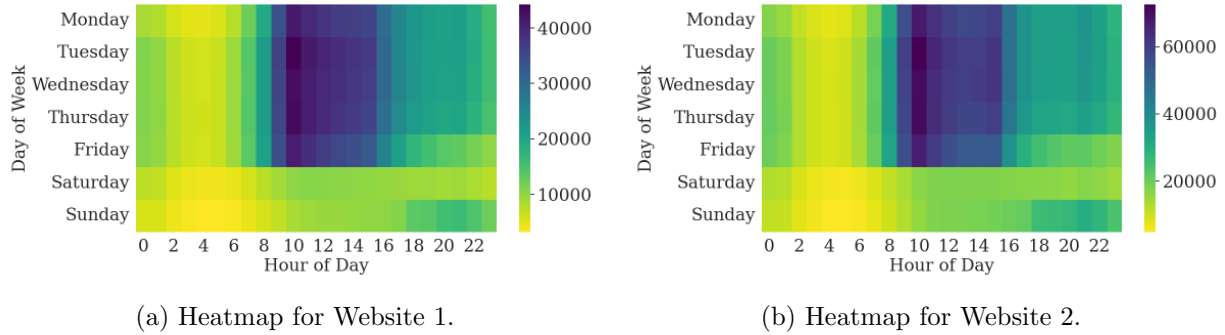 Day of Week
Monday
Tuesday
Wednesday
Thursday
Friday
Saturday
Sunday
0 2 4 6 8 10 12 14 16 18 20 22
Hour of Day
40000
30000
20000
10000
(a) Heatmap for Website 1.
Day of Week
Monday
Tuesday
Wednesday
Thursday
Friday
Saturday
Sunday
0 2 4 6 8 10 12 14 16 18 20 22
Hour of Day
60000
40000
20000
(b) Heatmap for Website 2.